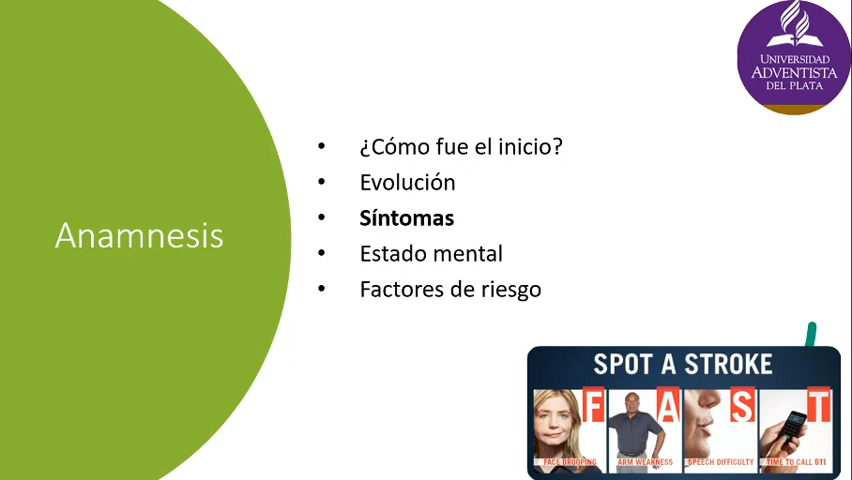 UNIVERSIDAD
ADVENTISTA
DEL PLATA
Anamnesis
• ¿Cómo fue el inicio?
• Evolución
• Síntomas
• Estado mental
• Factores de riesgo
SPOT A STROKE
F A S T
FACE DROOPING ARM WEAKNESS SPEECH DIFFICULTY TIME TO CALL 911